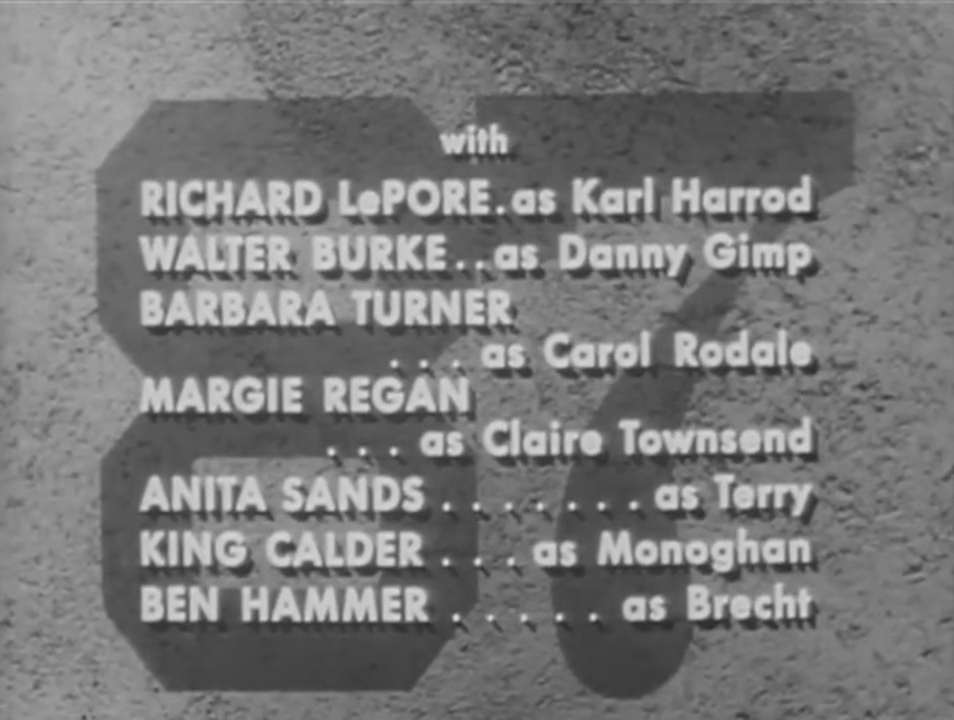 87
with
RICHARD LePORE.as Karl Harrod
WALTER BURKE..as Danny Gimp
BARBARA TURNER
. . . as Carol Rodale
MARGIE REGAN
. . . as Claire Townsend
ANITA SANDS . . . . . . . as Terry
KING CALDER . . . as Monoghan
BEN HAMMER . . . . . as Brecht